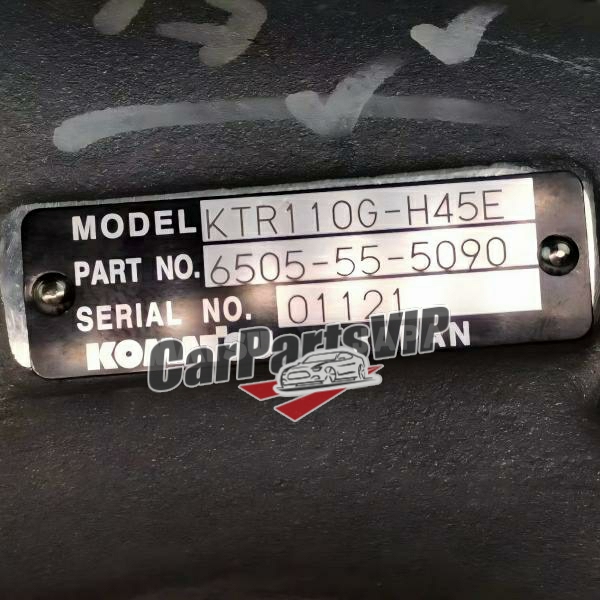 MODEL KTR110G-H45E
PART NO. 6505-55-5090
SERIAL NO. 01121
CarPartsVIP